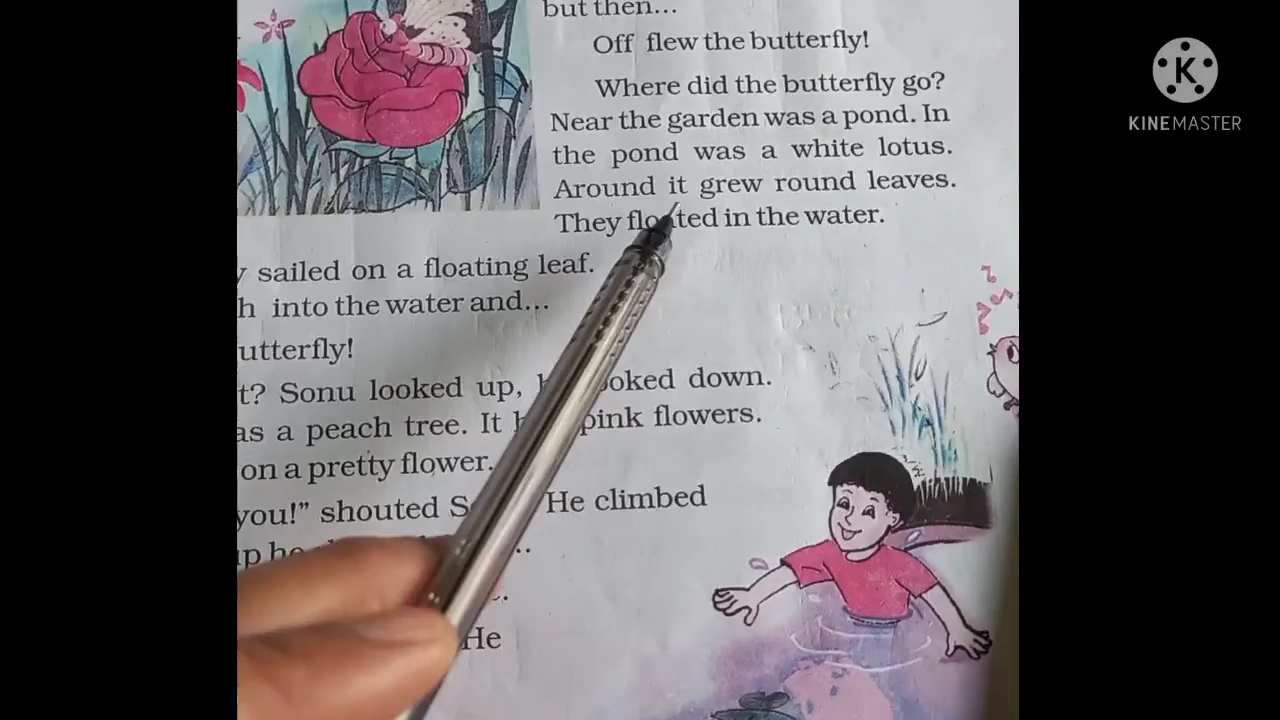 but then...
Off flew the butterfly!
Where did the butterfly go?
Near the garden was a pond. In
the pond was a white lotus.
Around it grew round leaves.
They floated in the water.
sailed on a floating leaf.
into the water and...
utterfly!
t? Sonu looked up, looked down.
as a peach tree. It pink flowers.
on a pretty flower.
you!" shouted He climbed
up he
He
KINEMASTER